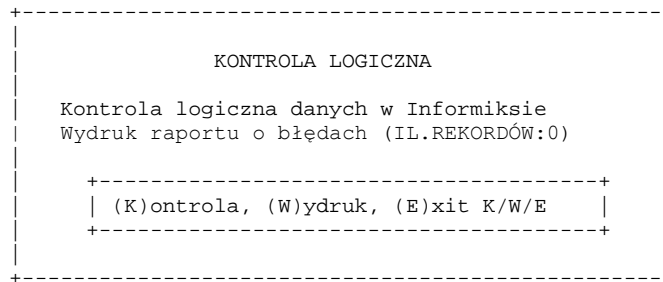 KONTROLA LOGICZNA
Kontrola logiczna danych w Informiksie
Wydruk raportu o błędach (IL.REKORDÓW:0)
(K)ontrola, (W)ydruk, (E)xit K/W/E